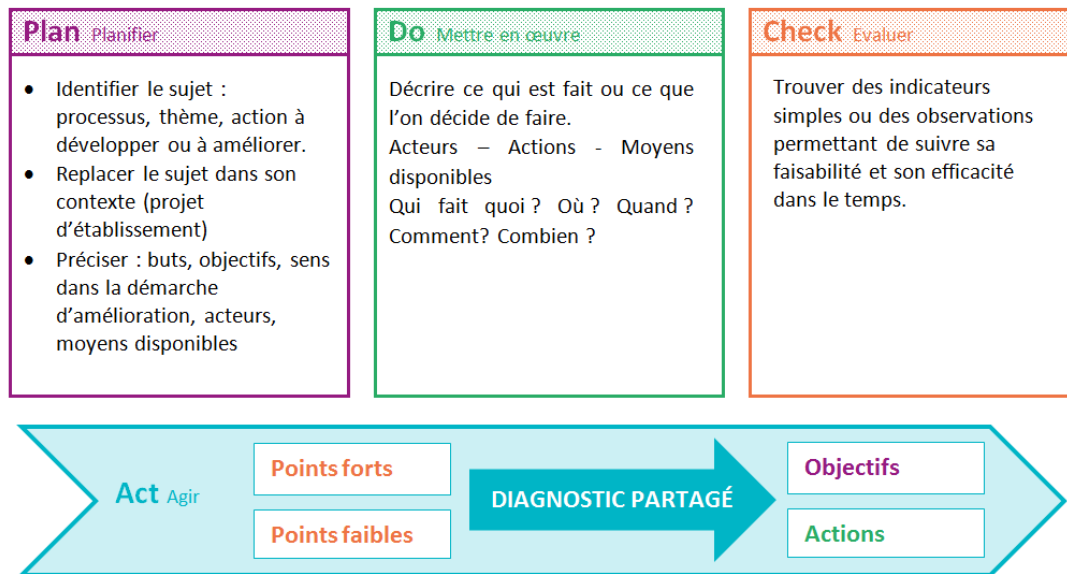 Plan Planifier
• Identifier le sujet :
processus, thème, action à
développer ou à améliorer.
• Replacer le sujet dans son
contexte (projet
d'établissement)
• Préciser : buts, objectifs, sens
dans la démarche
d'amélioration, acteurs,
moyens disponibles
Do Mettre en œuvre
Décrire ce qui est fait ou ce que
l'on décide de faire.
Acteurs – Actions - Moyens
disponibles
Qui fait quoi ? Où ? Quand ?
Comment? Combien ?
Check Evaluer
Trouver des indicateurs
simples ou des observations
permettant de suivre sa
faisabilité et son efficacité
dans le temps.
Act Agir
Points forts
Points faibles
DIAGNOSTIC PARTAGÉ
Objectifs
Actions